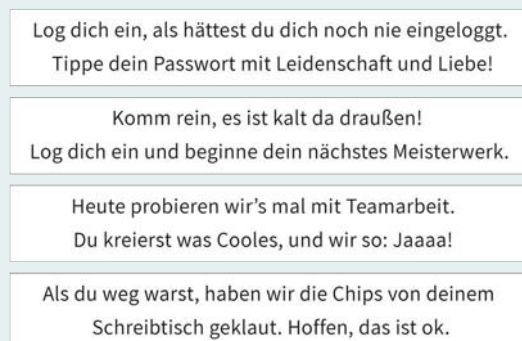 Log dich ein, als hättest du dich noch nie eingeloggt.
Tippe dein Passwort mit Leidenschaft und Liebe!
Komm rein, es ist kalt da draußen!
Log dich ein und beginne dein nächstes Meisterwerk.
Heute probieren wir’s mal mit Teamarbeit.
Du kreierst was Cooles, und wir so: Jaaaa!
Als du weg warst, haben wir die Chips von deinem
Schreibtisch geklaut. Hoffen, das ist ok.